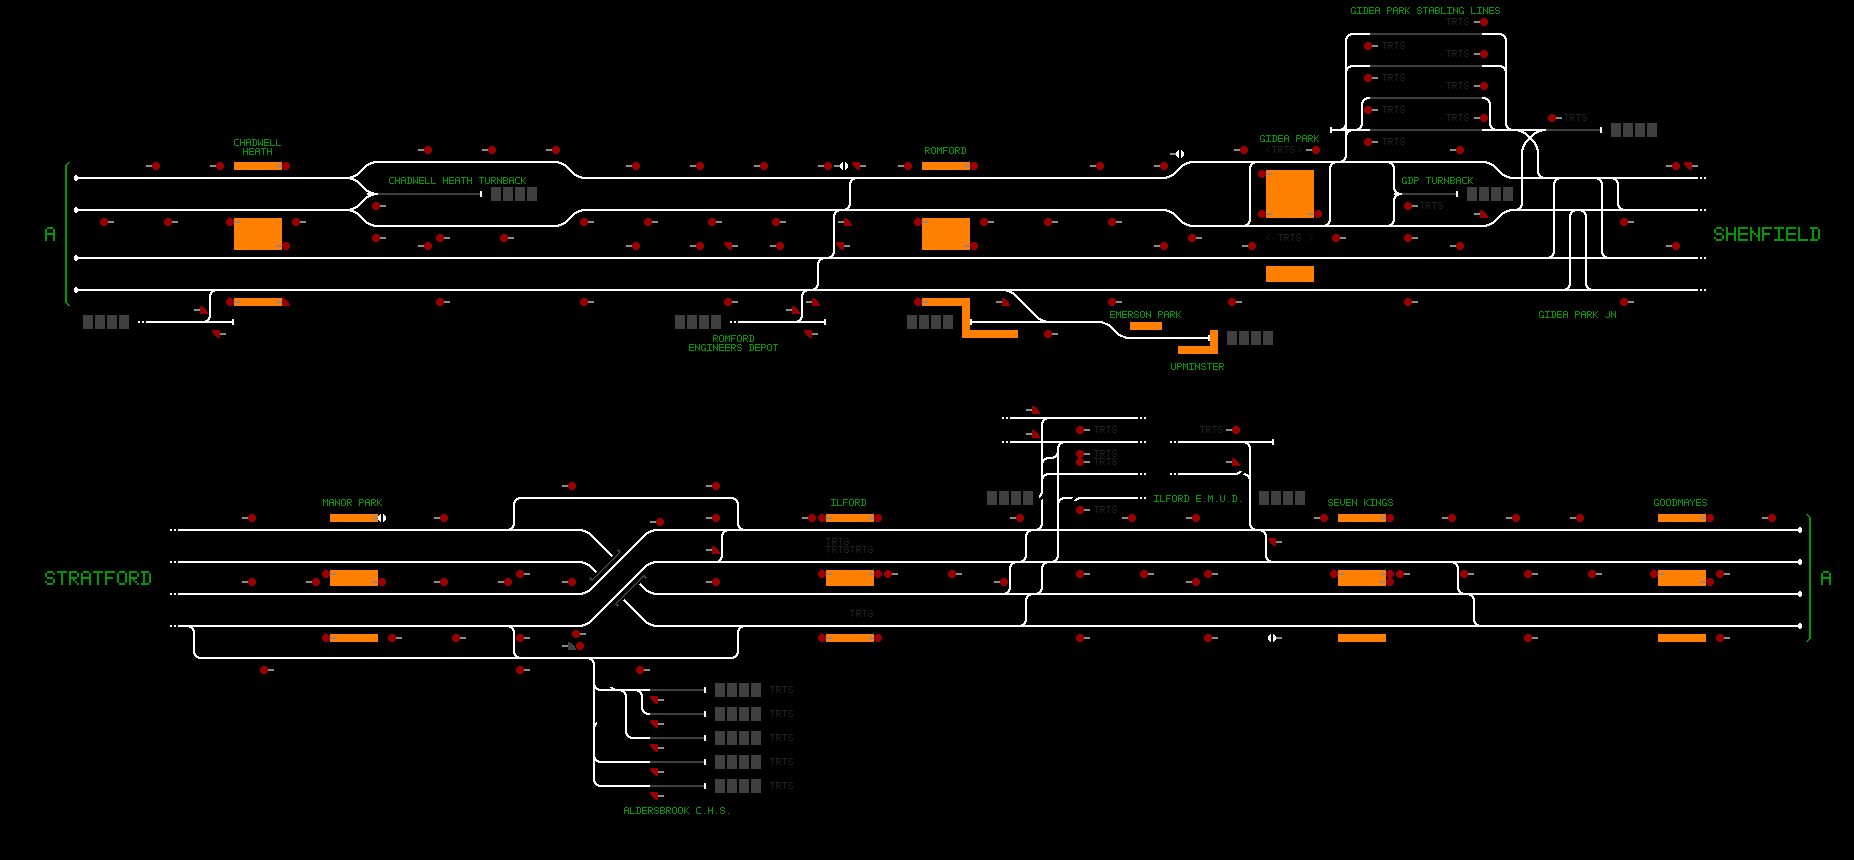 GIDEA PARK STABLING LINES
TRTS
TRTS
TRTS
TRTS
TRTS
TRTS
TRTS
TRTS
TRTS
CHADWELL
HEATH
ROMFORD
GIDEA PARK
<TRTS>
CHADWELL HEATH TURNBACK
GDP TURNBACK
TRTS
A
< TRTS >
SHENFIELD
EMERSON PARK
GIDEA PARK JN
ROMFORD
ENGINEERS DEPOT
UPMINSTER
TRTS
TRTS
TRTS
TRTS
MANOR PARK
ILFORD
ILFORD E.M.U.D.
SEVEN KINGS
GOODMAYES
TRTS
TRTS
TRTSTRTS
STRATFORD
A
TRTS
TRTS
TRTS
TRTS
TRTS
TRTS
ALDERSBROOK C.H.S.